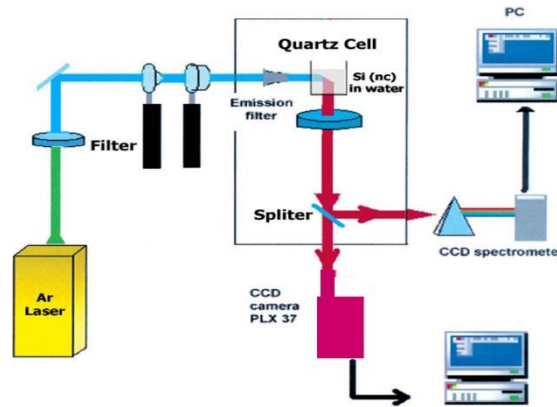 PC
Quartz Cell
Si (nc)
in water
Emission
filter
Filter
Spliter
CCD spectromete
Ar
Laser
CCD
camera
PLX 37